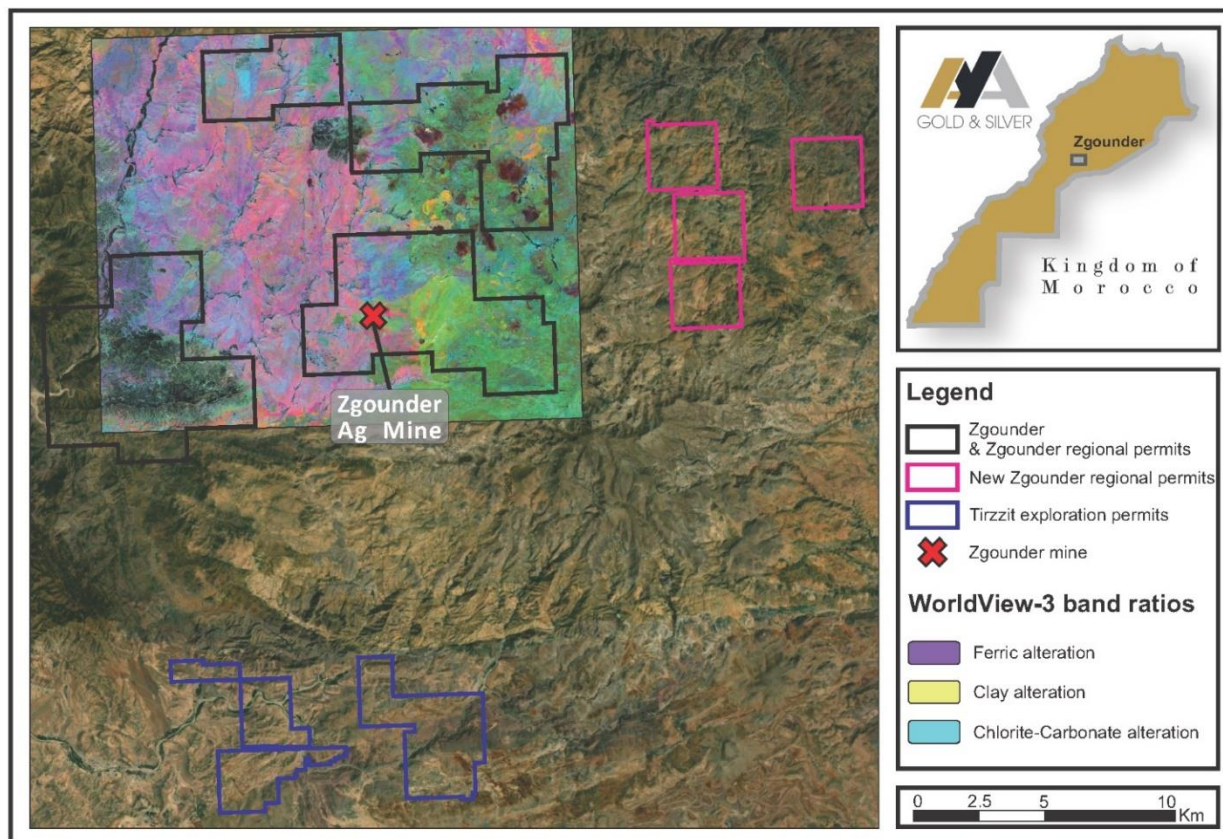 Zgounder
Ag Mine
AYA
GOLD & SILVER
Zgounder
Kingdom of
Morocco
Legend
Zgounder
& Zgounder regional permits
New Zgounder regional permits
Tirzzit exploration permits
Zgounder mine
WorldView-3 band ratios
Ferric alteration
Clay alteration
Chlorite-Carbonate alteration
0 2.5 5 10
Km